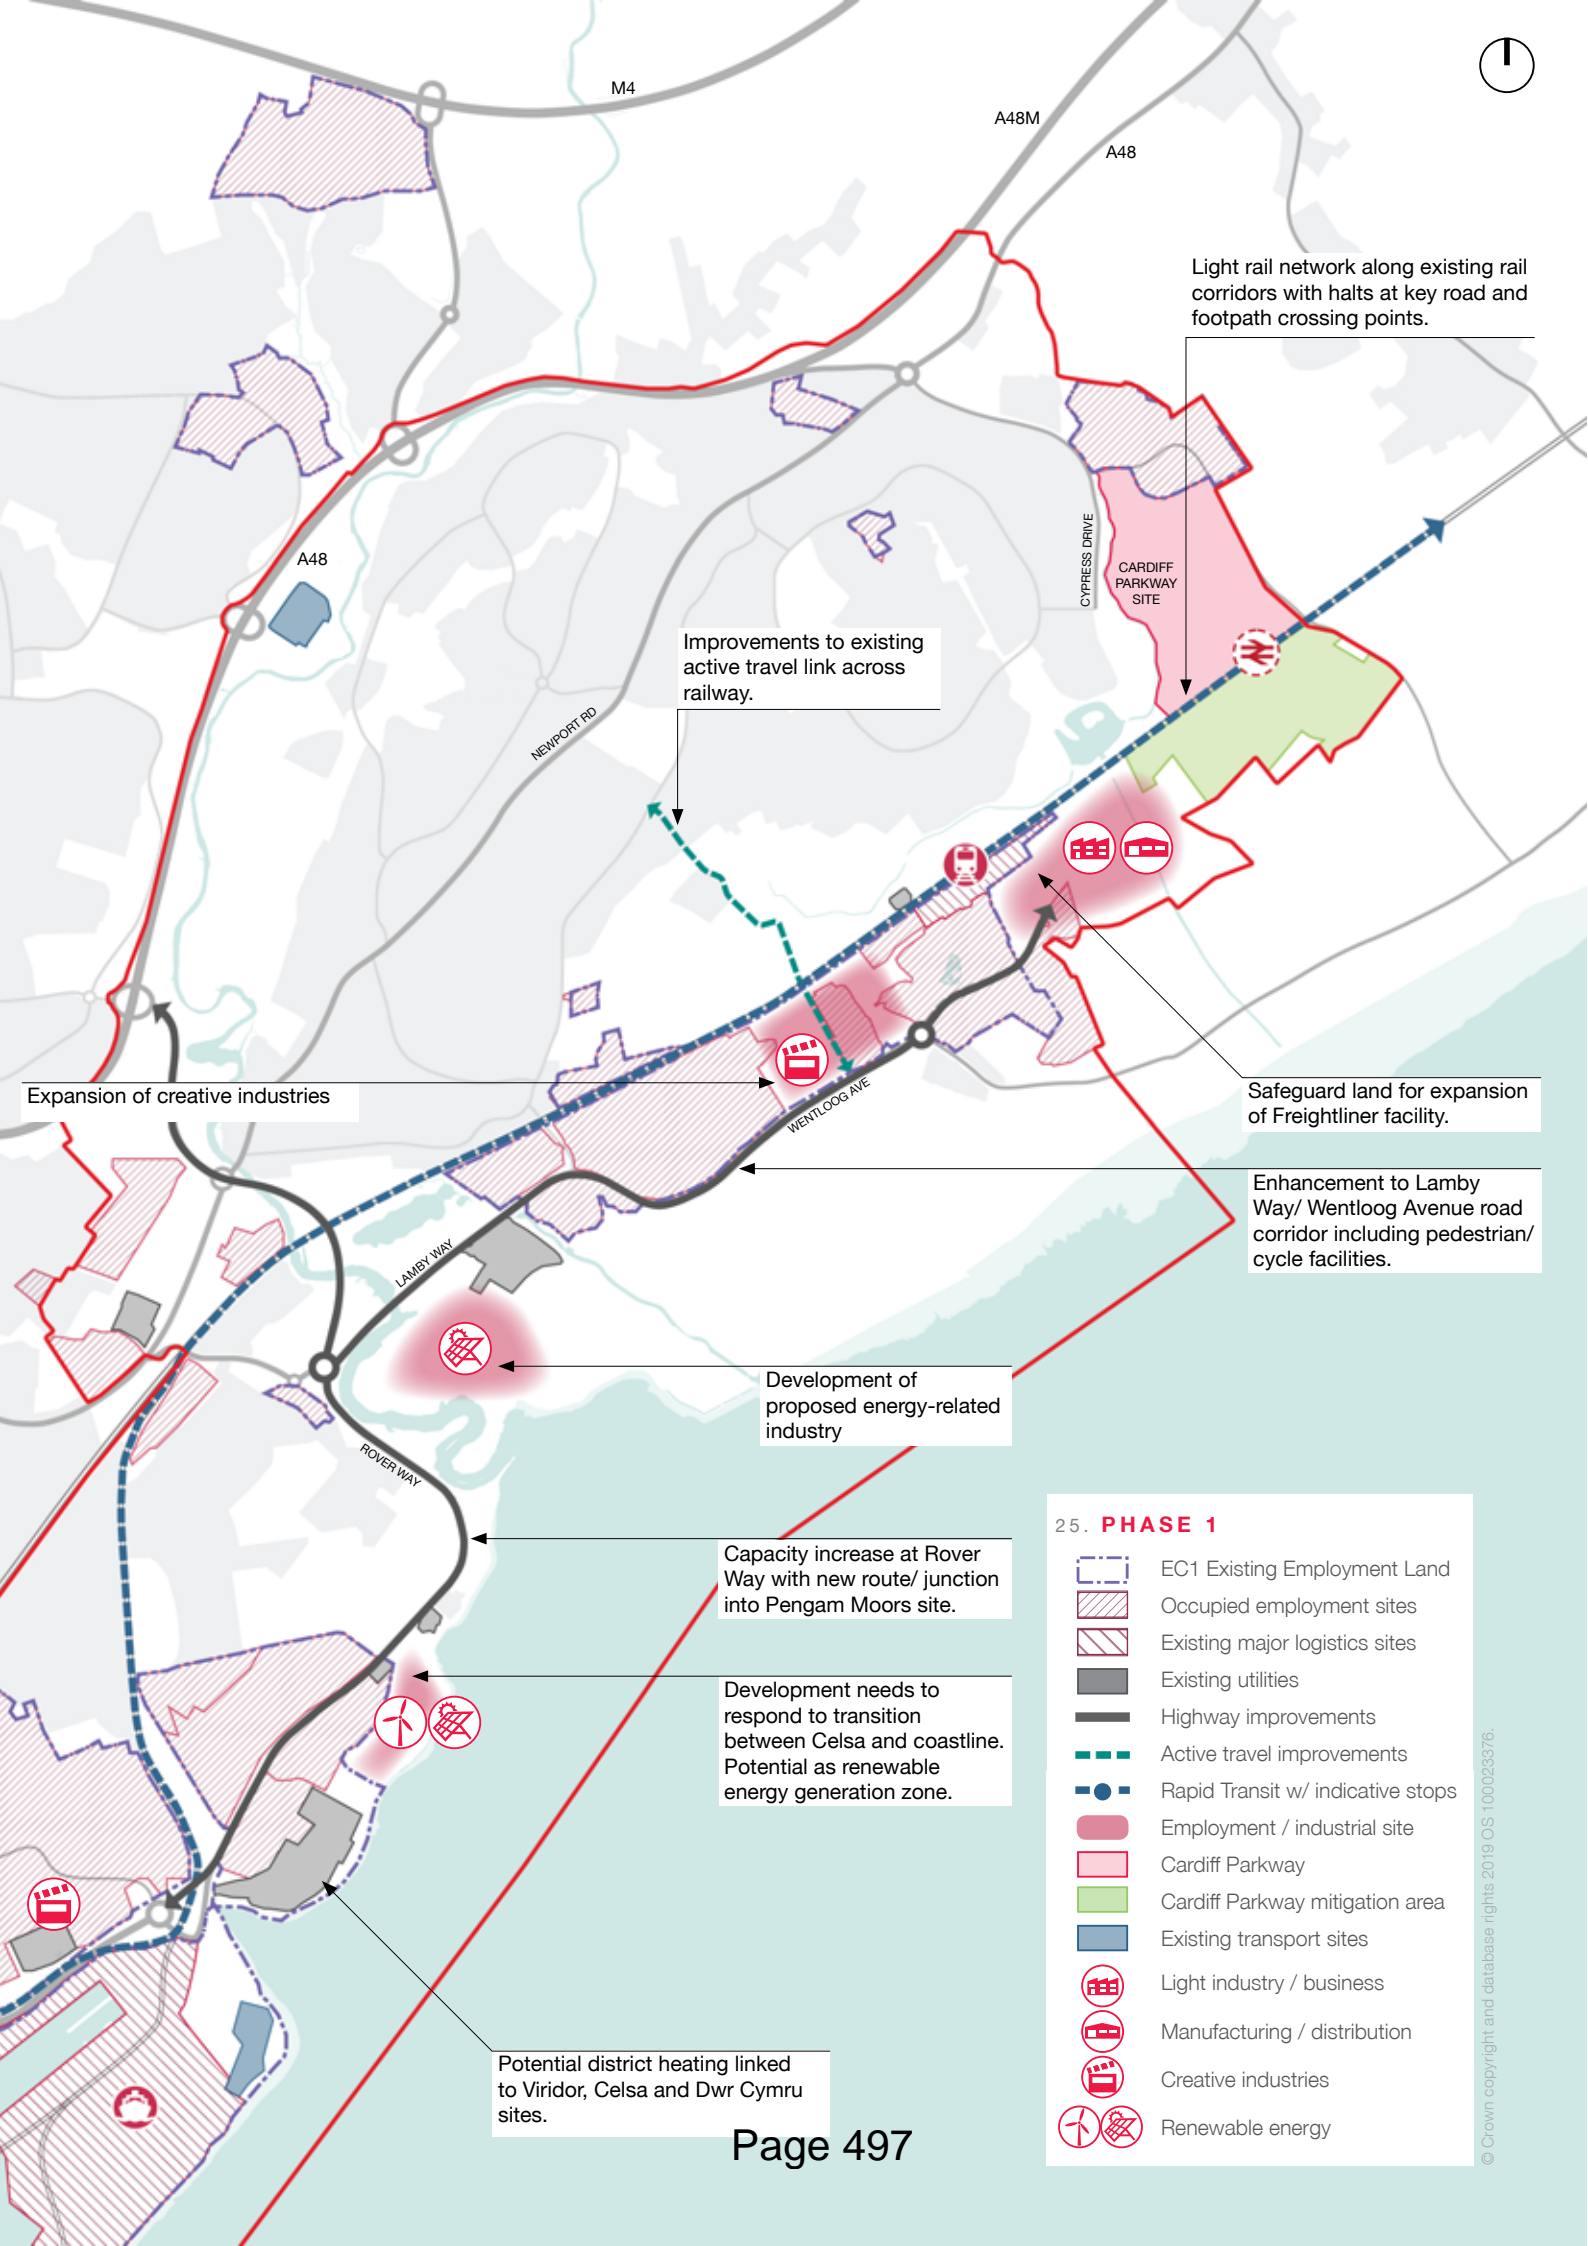 M4
A48M
A48
Light rail network along existing rail
corridors with halts at key road and
footpath crossing points.
A48
CYPRESS DRIVE
CARDIFF
PARKWAY
SITE
Improvements to existing
active travel link across
railway.
NEWPORT RD
Expansion of creative industries
WENTLOOG AVE
Safeguard land for expansion
of Freightliner facility.
Enhancement to Lamby
Way/ Wentloog Avenue road
corridor including pedestrian/
cycle facilities.
LAMBY WAY
Development of
proposed energy-related
industry
ROVER WAY
Capacity increase at Rover
Way with new route/ junction
into Pengam Moors site.
Development needs to
respond to transition
between Celsa and coastline.
Potential as renewable
energy generation zone.
Potential district heating linked
to Viridor, Celsa and Dwr Cymru
sites.
25. PHASE 1
EC1 Existing Employment Land
Occupied employment sites
Existing major logistics sites
Existing utilities
Highway improvements
Active travel improvements
Rapid Transit w/ indicative stops
Employment / industrial site
Cardiff Parkway
Cardiff Parkway mitigation area
Existing transport sites
Light industry / business
Manufacturing / distribution
Creative industries
Renewable energy
© Crown copyright and database rights 2019 OS 100023376.
Page 497